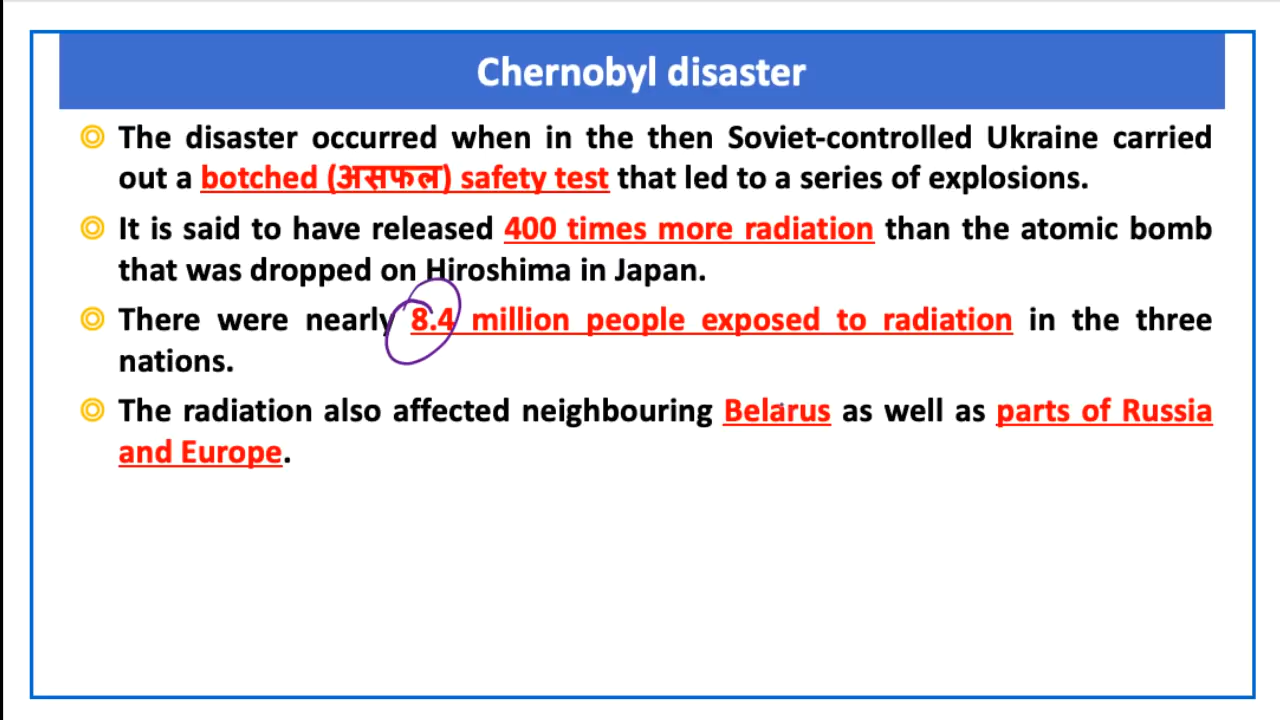 Chernobyl disaster
The disaster occurred when in the then Soviet-controlled Ukraine carried
out a botched (असफल) safety test that led to a series of explosions.
It is said to have released 400 times more radiation than the atomic bomb
that was dropped on Hiroshima in Japan.
There were nearly 8.4 million people exposed to radiation in the three
nations.
The radiation also affected neighbouring Belarus as well as parts of Russia
and Europe.